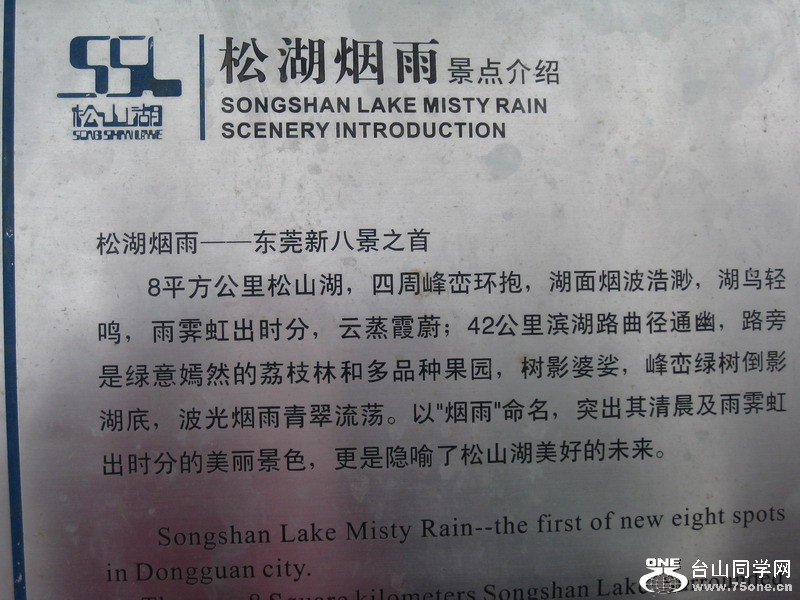 SSL
松山湖
SONGSHAN LAKE
松湖烟雨 景点介绍
SONGSHAN LAKE MISTY RAIN
SCENERY INTRODUCTION
松湖烟雨——东莞新八景之首
8平方公里松山湖，四周峰峦环抱，湖面烟波浩渺，湖鸟轻
鸣，雨霁虹出时分，云蒸霞蔚；42公里滨湖路曲径通幽，路旁
是绿意嫣然的荔枝林和多品种果园，树影婆娑，峰峦绿树倒影
湖底，波光烟雨青翠流荡。以"烟雨"命名，突出其清晨及雨霁虹
出时分的美丽景色，更是隐喻了松山湖美好的未来。
Songshan Lake Misty Rain--the first of new eight spots
in Dongguan city.
8 Square kilometers Songshan Lake
ONE
台山同学网
www.75one.cn